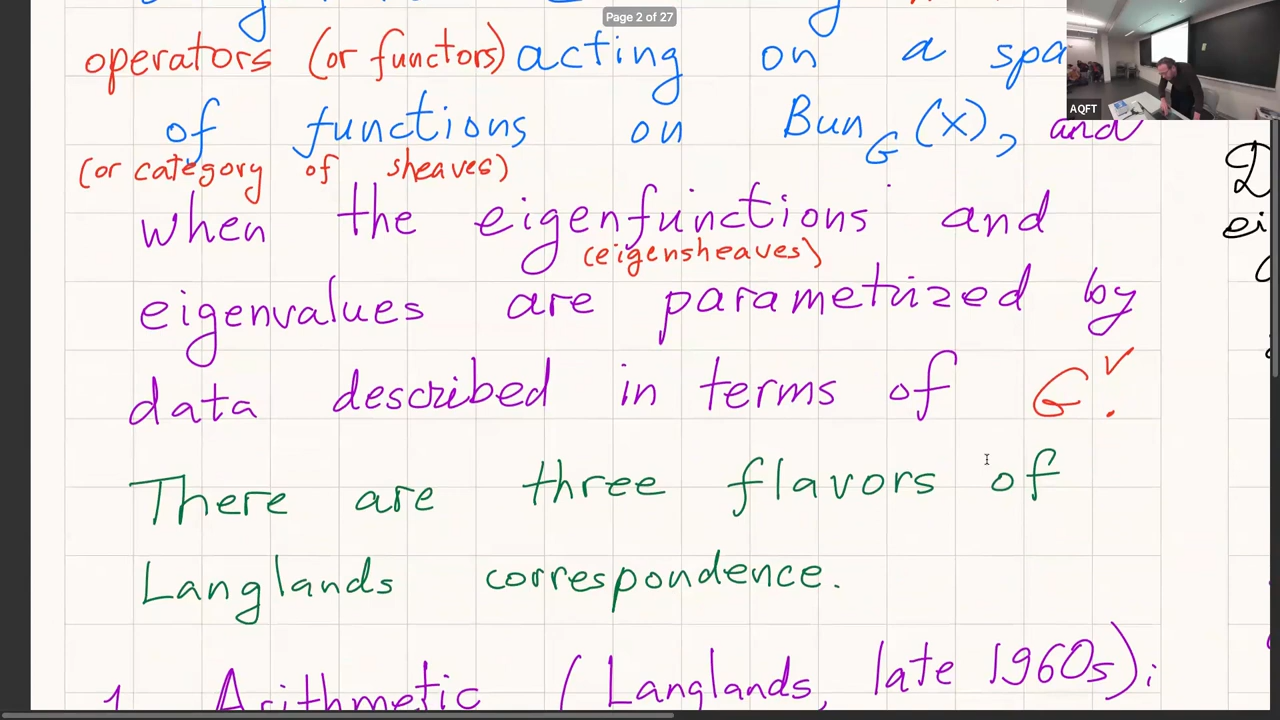 Page 2 of 27
operators (or functors) acting on a spa
of functions on Bun_G (X), and
(or category of sheaves)
when the eigenfunctions and
(eigensheaves)
eigenvalues are parametrized by
data described in terms of G^∨.
There are three flavors of
Langlands correspondence.
1. Arithmetic (Langlands, late 1960s):
AQFT